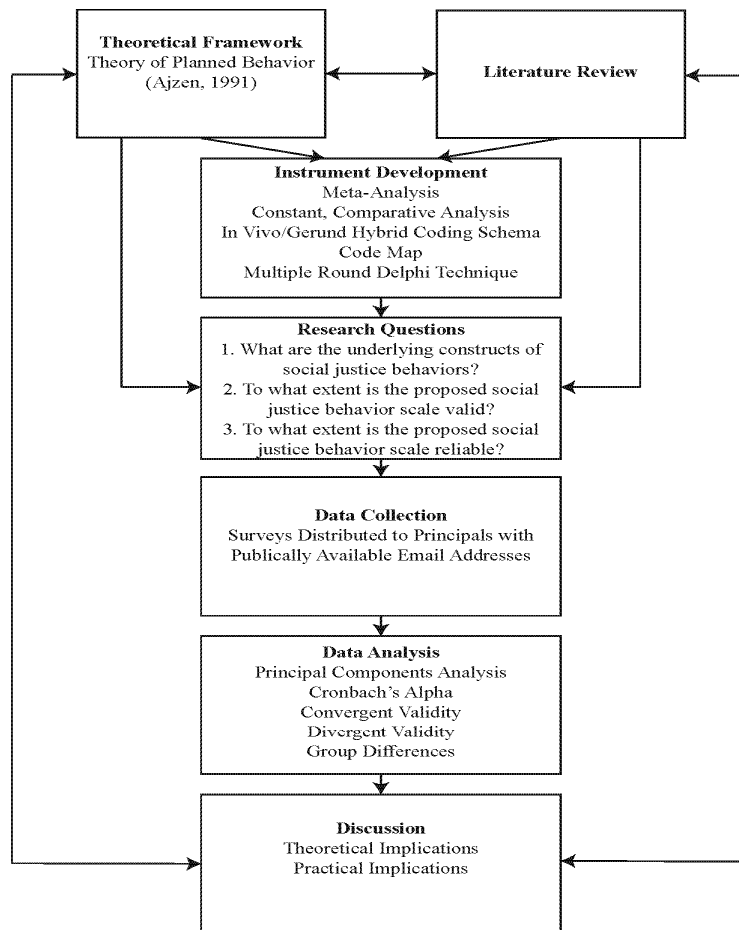 Theoretical Framework
Theory of Planned Behavior
(Ajzen, 1991)
Literature Review
Instrument Development
Meta-Analysis
Constant, Comparative Analysis
In Vivo/Gerund Hybrid Coding Schema
Code Map
Multiple Round Delphi Technique
Research Questions
1. What are the underlying constructs of
social justice behaviors?
2. To what extent is the proposed social
justice behavior scale valid?
3. To what extent is the proposed social
justice behavior scale reliable?
Data Collection
Surveys Distributed to Principals with
Publically Available Email Addresses
Data Analysis
Principal Components Analysis
Cronbach's Alpha
Convergent Validity
Divergent Validity
Group Differences
Discussion
Theoretical Implications
Practical Implications